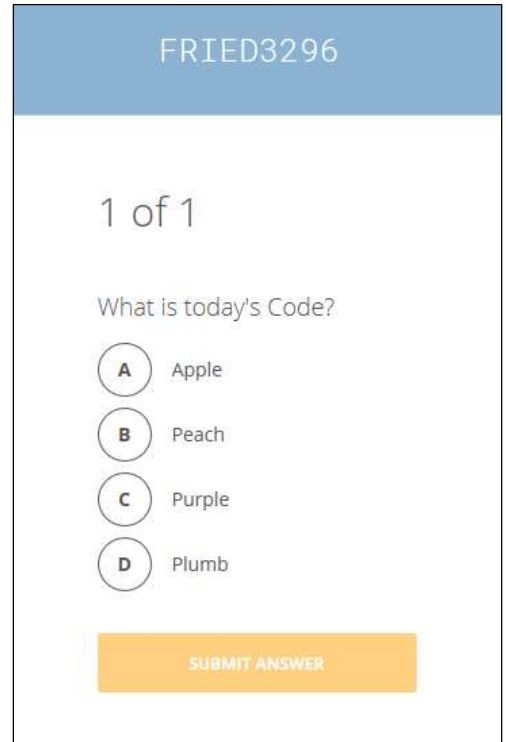 FRIED3296
1 of 1
What is today's Code?
A Apple
B Peach
C Purple
D Plumb
SUBMIT ANSWER